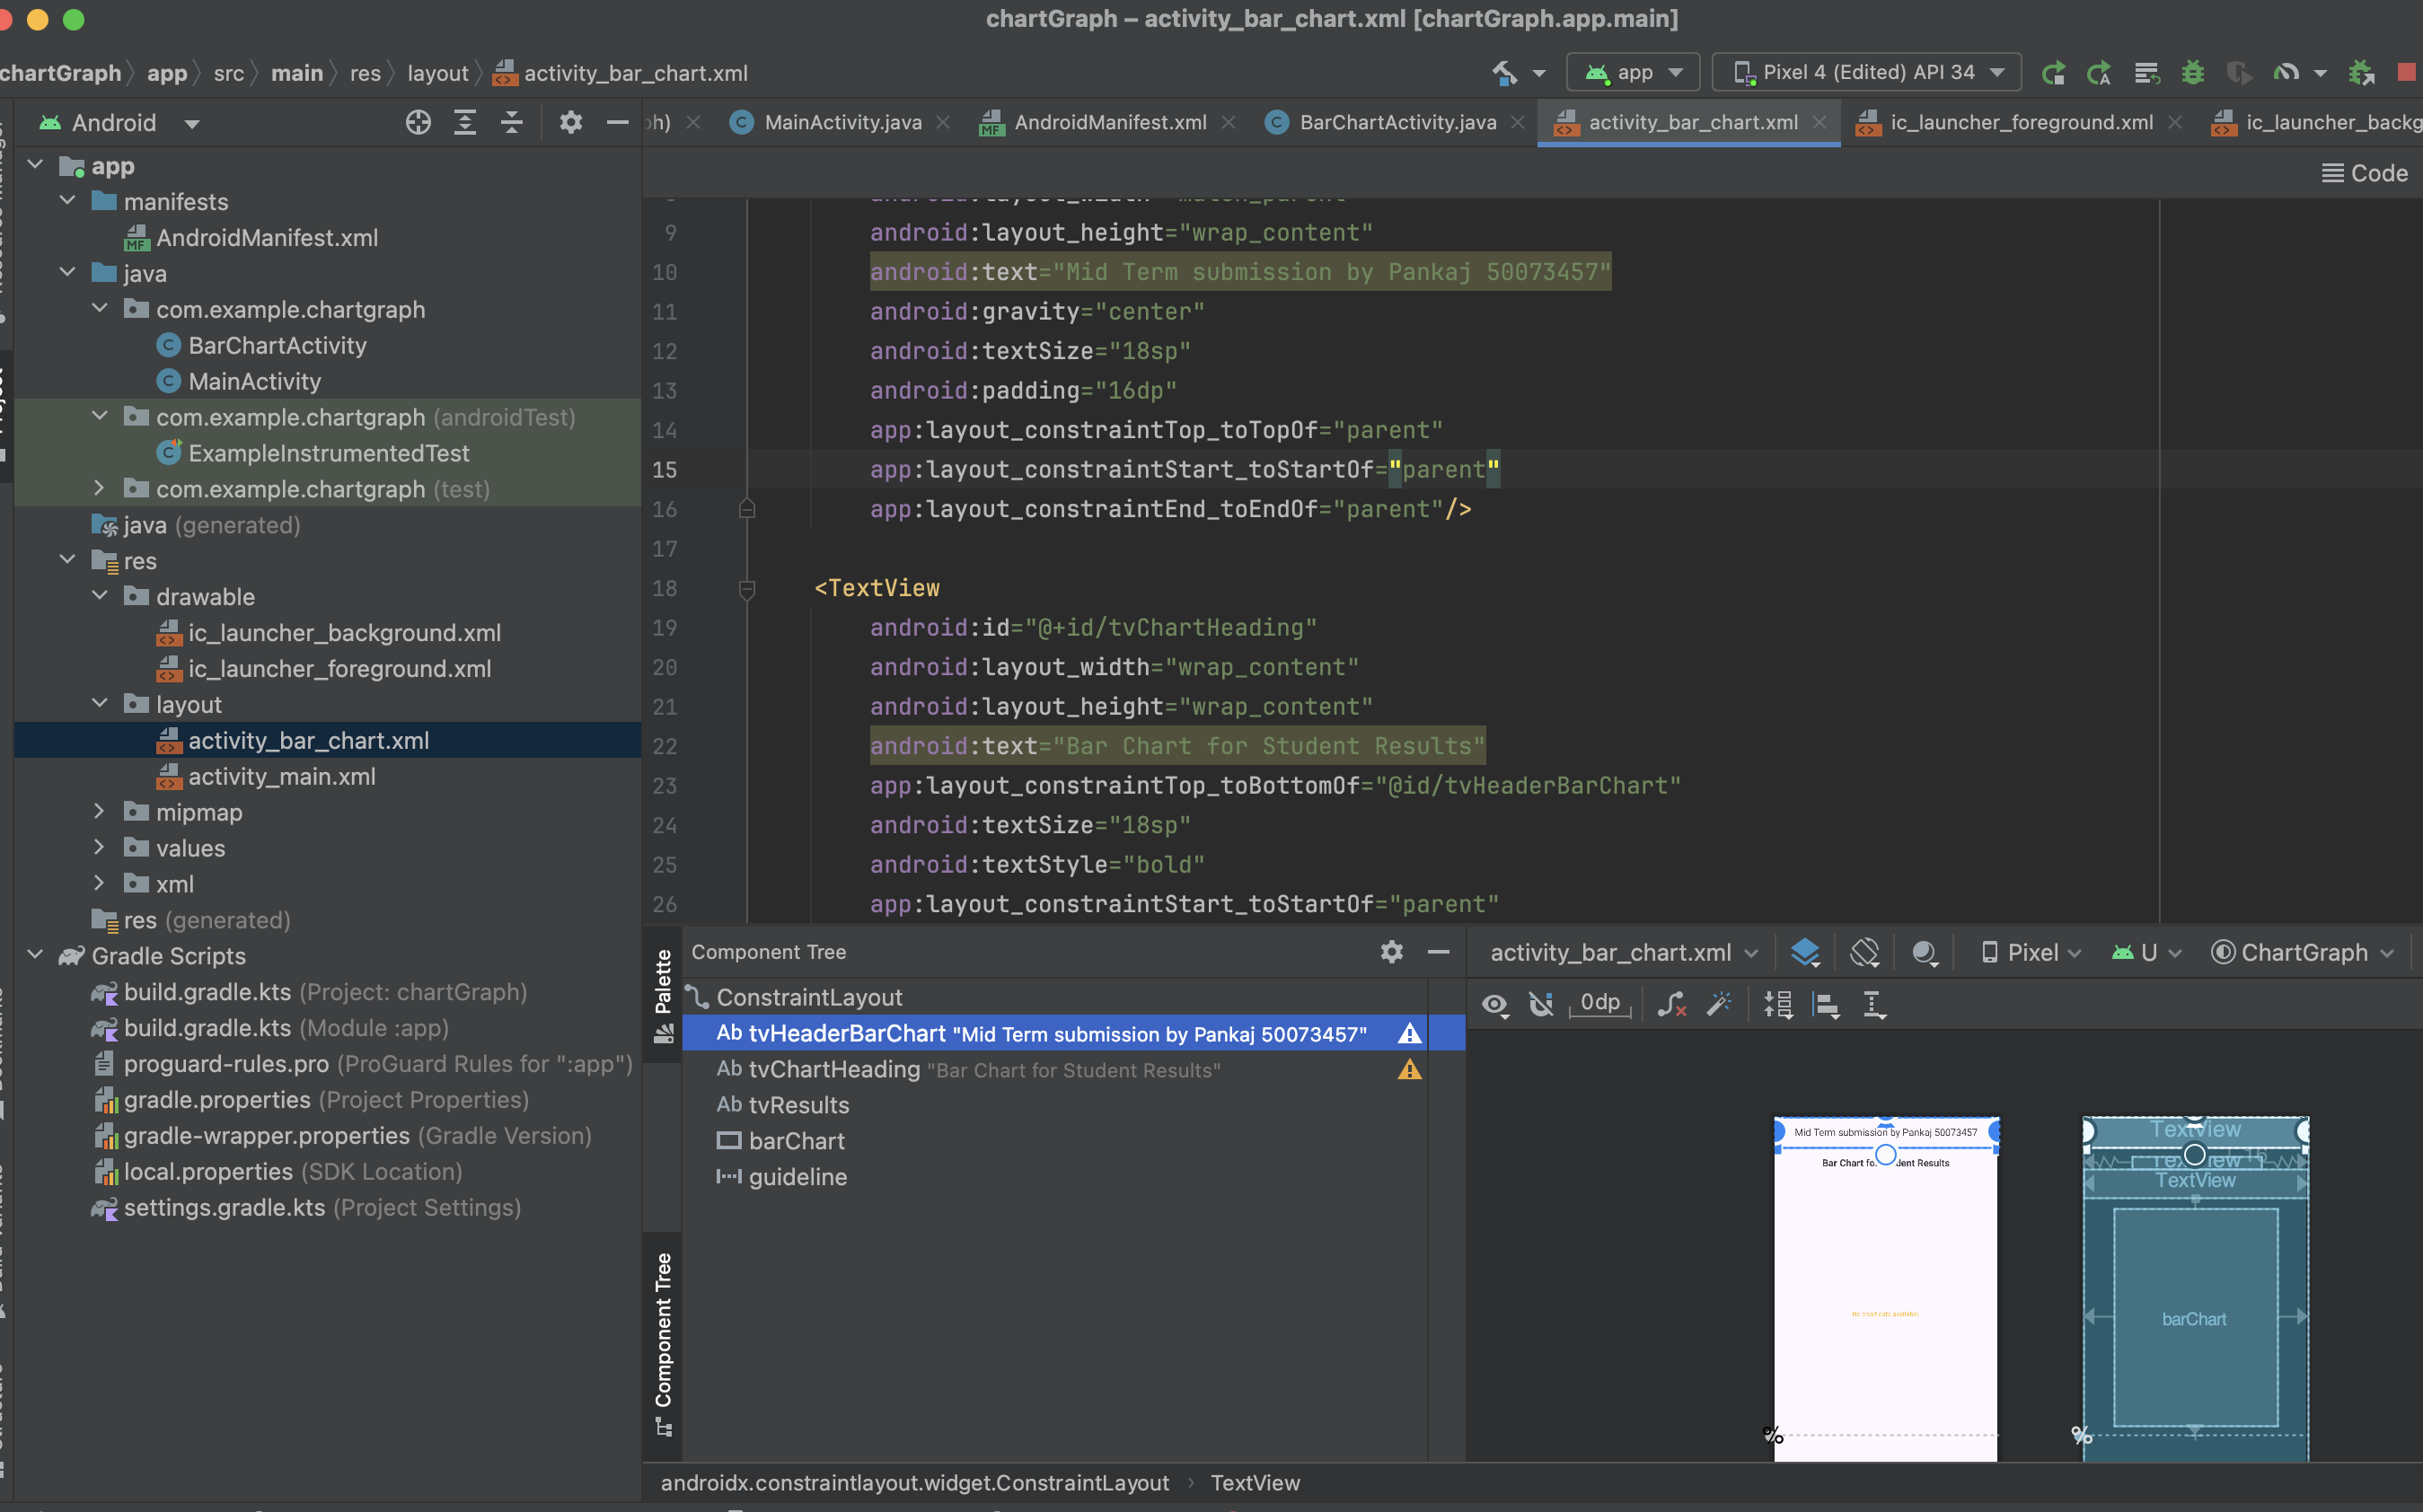 chartGraph – activity_bar_chart.xml [chartGraph.app.main]
chartGraph app src main res layout activity_bar_chart.xml
app
Pixel 4 (Edited) API 34
Android
MainActivity.java
AndroidManifest.xml
BarChartActivity.java
activity_bar_chart.xml
ic_launcher_foreground.xml
ic_launcher_backg
Code
app
manifests
AndroidManifest.xml
java
com.example.chartgraph
BarChartActivity
MainActivity
com.example.chartgraph (androidTest)
ExampleInstrumentedTest
com.example.chartgraph (test)
java (generated)
res
drawable
ic_launcher_background.xml
ic_launcher_foreground.xml
layout
activity_bar_chart.xml
activity_main.xml
mipmap
values
xml
res (generated)
Gradle Scripts
build.gradle.kts (Project: chartGraph)
build.gradle.kts (Module :app)
proguard-rules.pro (ProGuard Rules for ":app")
gradle.properties (Project Properties)
gradle-wrapper.properties (Gradle Version)
local.properties (SDK Location)
settings.gradle.kts (Project Settings)
9 android:layout_height="wrap_content"
10 android:text="Mid Term submission by Pankaj 50073457"
11 android:gravity="center"
12 android:textSize="18sp"
13 android:padding="16dp"
14 app:layout_constraintTop_toTopOf="parent"
15 app:layout_constraintStart_toStartOf="parent"
16 app:layout_constraintEnd_toEndOf="parent"/>
17
18 <TextView
19 android:id="@+id/tvChartHeading"
20 android:layout_width="wrap_content"
21 android:layout_height="wrap_content"
22 android:text="Bar Chart for Student Results"
23 app:layout_constraintTop_toBottomOf="@id/tvHeaderBarChart"
24 android:textSize="18sp"
25 android:textStyle="bold"
26 app:layout_constraintStart_toStartOf="parent"
Palette
Component Tree
Component Tree
ConstraintLayout
Ab tvHeaderBarChart "Mid Term submission by Pankaj 50073457"
Ab tvChartHeading "Bar Chart for Student Results"
Ab tvResults
barChart
guideline
activity_bar_chart.xml
Pixel
U
ChartGraph
0dp
Mid Term submission by Pankaj 50073457
Bar Chart fo dent Results
No chart data available.
TextView
TextView
barChart
%
%
androidx.constraintlayout.widget.ConstraintLayout TextView